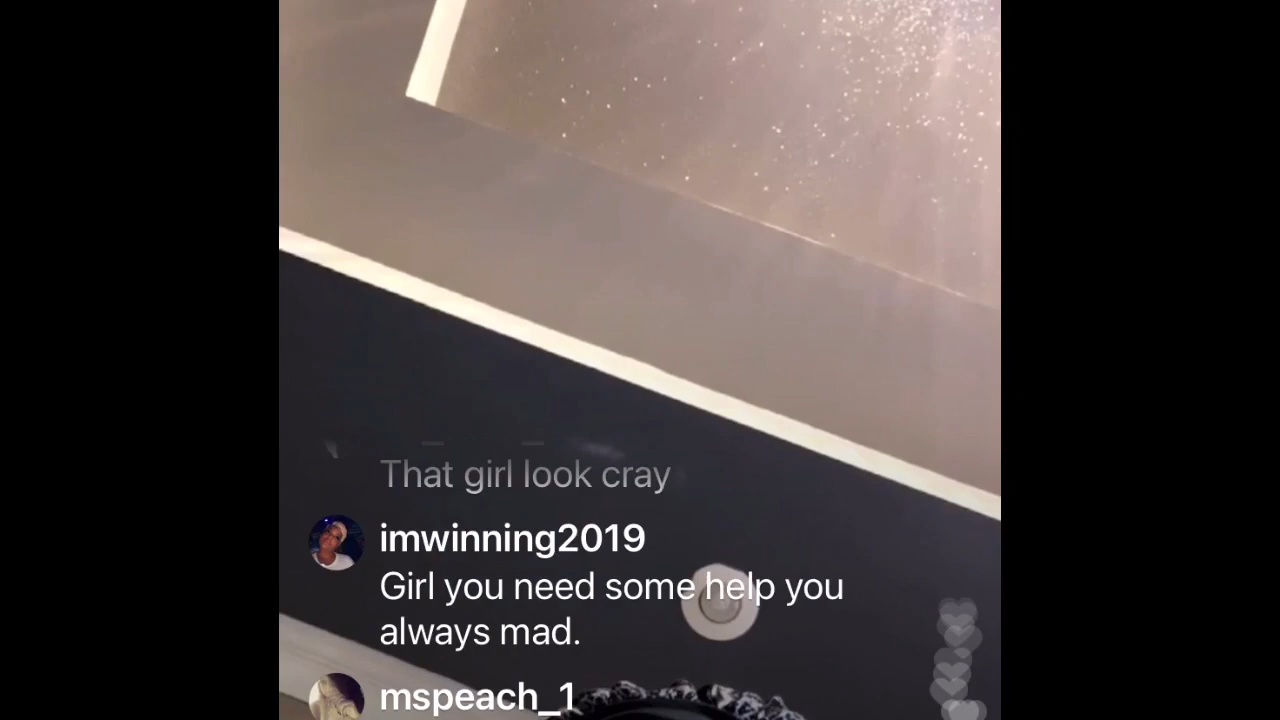 That girl look cray
imwinning2019
Girl you need some help you
always mad.
mspeach_1